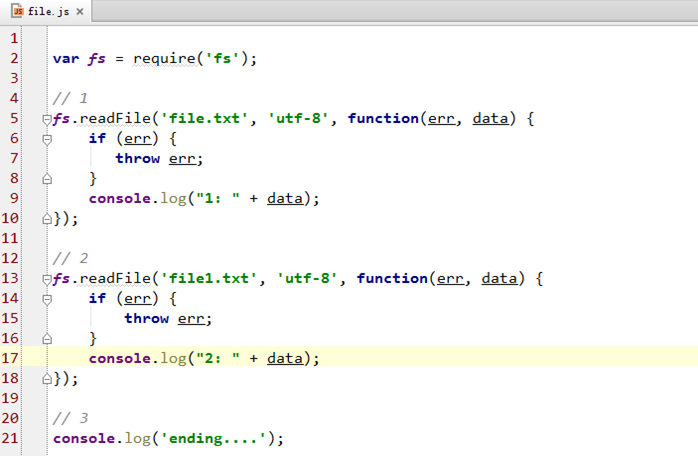 file.js
1
2 var fs = require('fs');
3
4 // 1
5 fs.readFile('file.txt', 'utf-8', function(err, data) {
6     if (err) {
7        throw err;
8     }
9     console.log("1: " + data);
10 });
11
12 // 2
13 fs.readFile('file1.txt', 'utf-8', function(err, data) {
14     if (err) {
15         throw err;
16     }
17     console.log("2: " + data);
18 });
19
20 // 3
21 console.log('ending....');